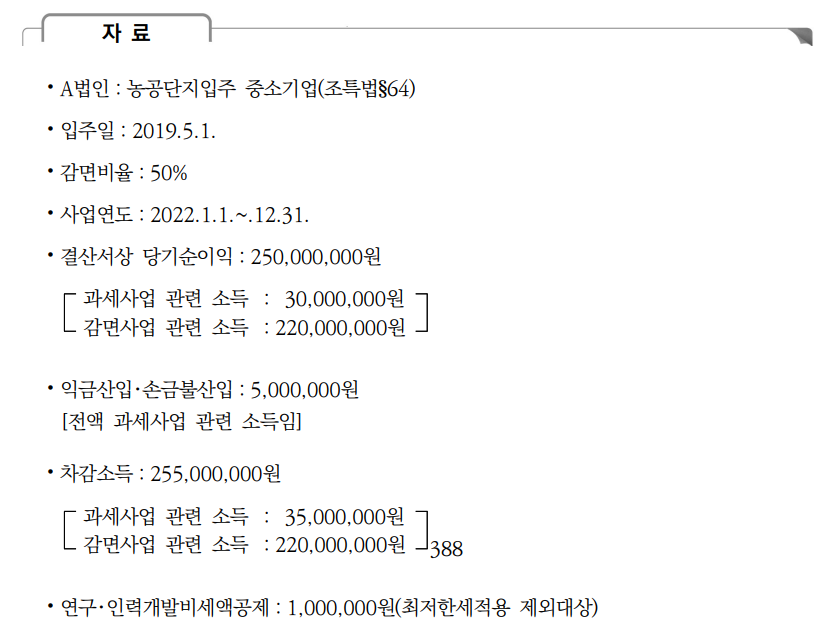 자 료
• A법인 : 농공단지입주 중소기업(조특법§64)
• 입주일 : 2019.5.1.
• 감면비율 : 50%
• 사업연도 : 2022.1.1.~.12.31.
• 결산서상 당기순이익 : 250,000,000원
과세사업 관련 소득 : 30,000,000원
감면사업 관련 소득 : 220,000,000원
• 익금산입·손금불산입 : 5,000,000원
[전액 과세사업 관련 소득임]
• 차감소득 : 255,000,000원
과세사업 관련 소득 : 35,000,000원
감면사업 관련 소득 : 220,000,000원 388
• 연구·인력개발비세액공제 : 1,000,000원(최저한세적용 제외대상)